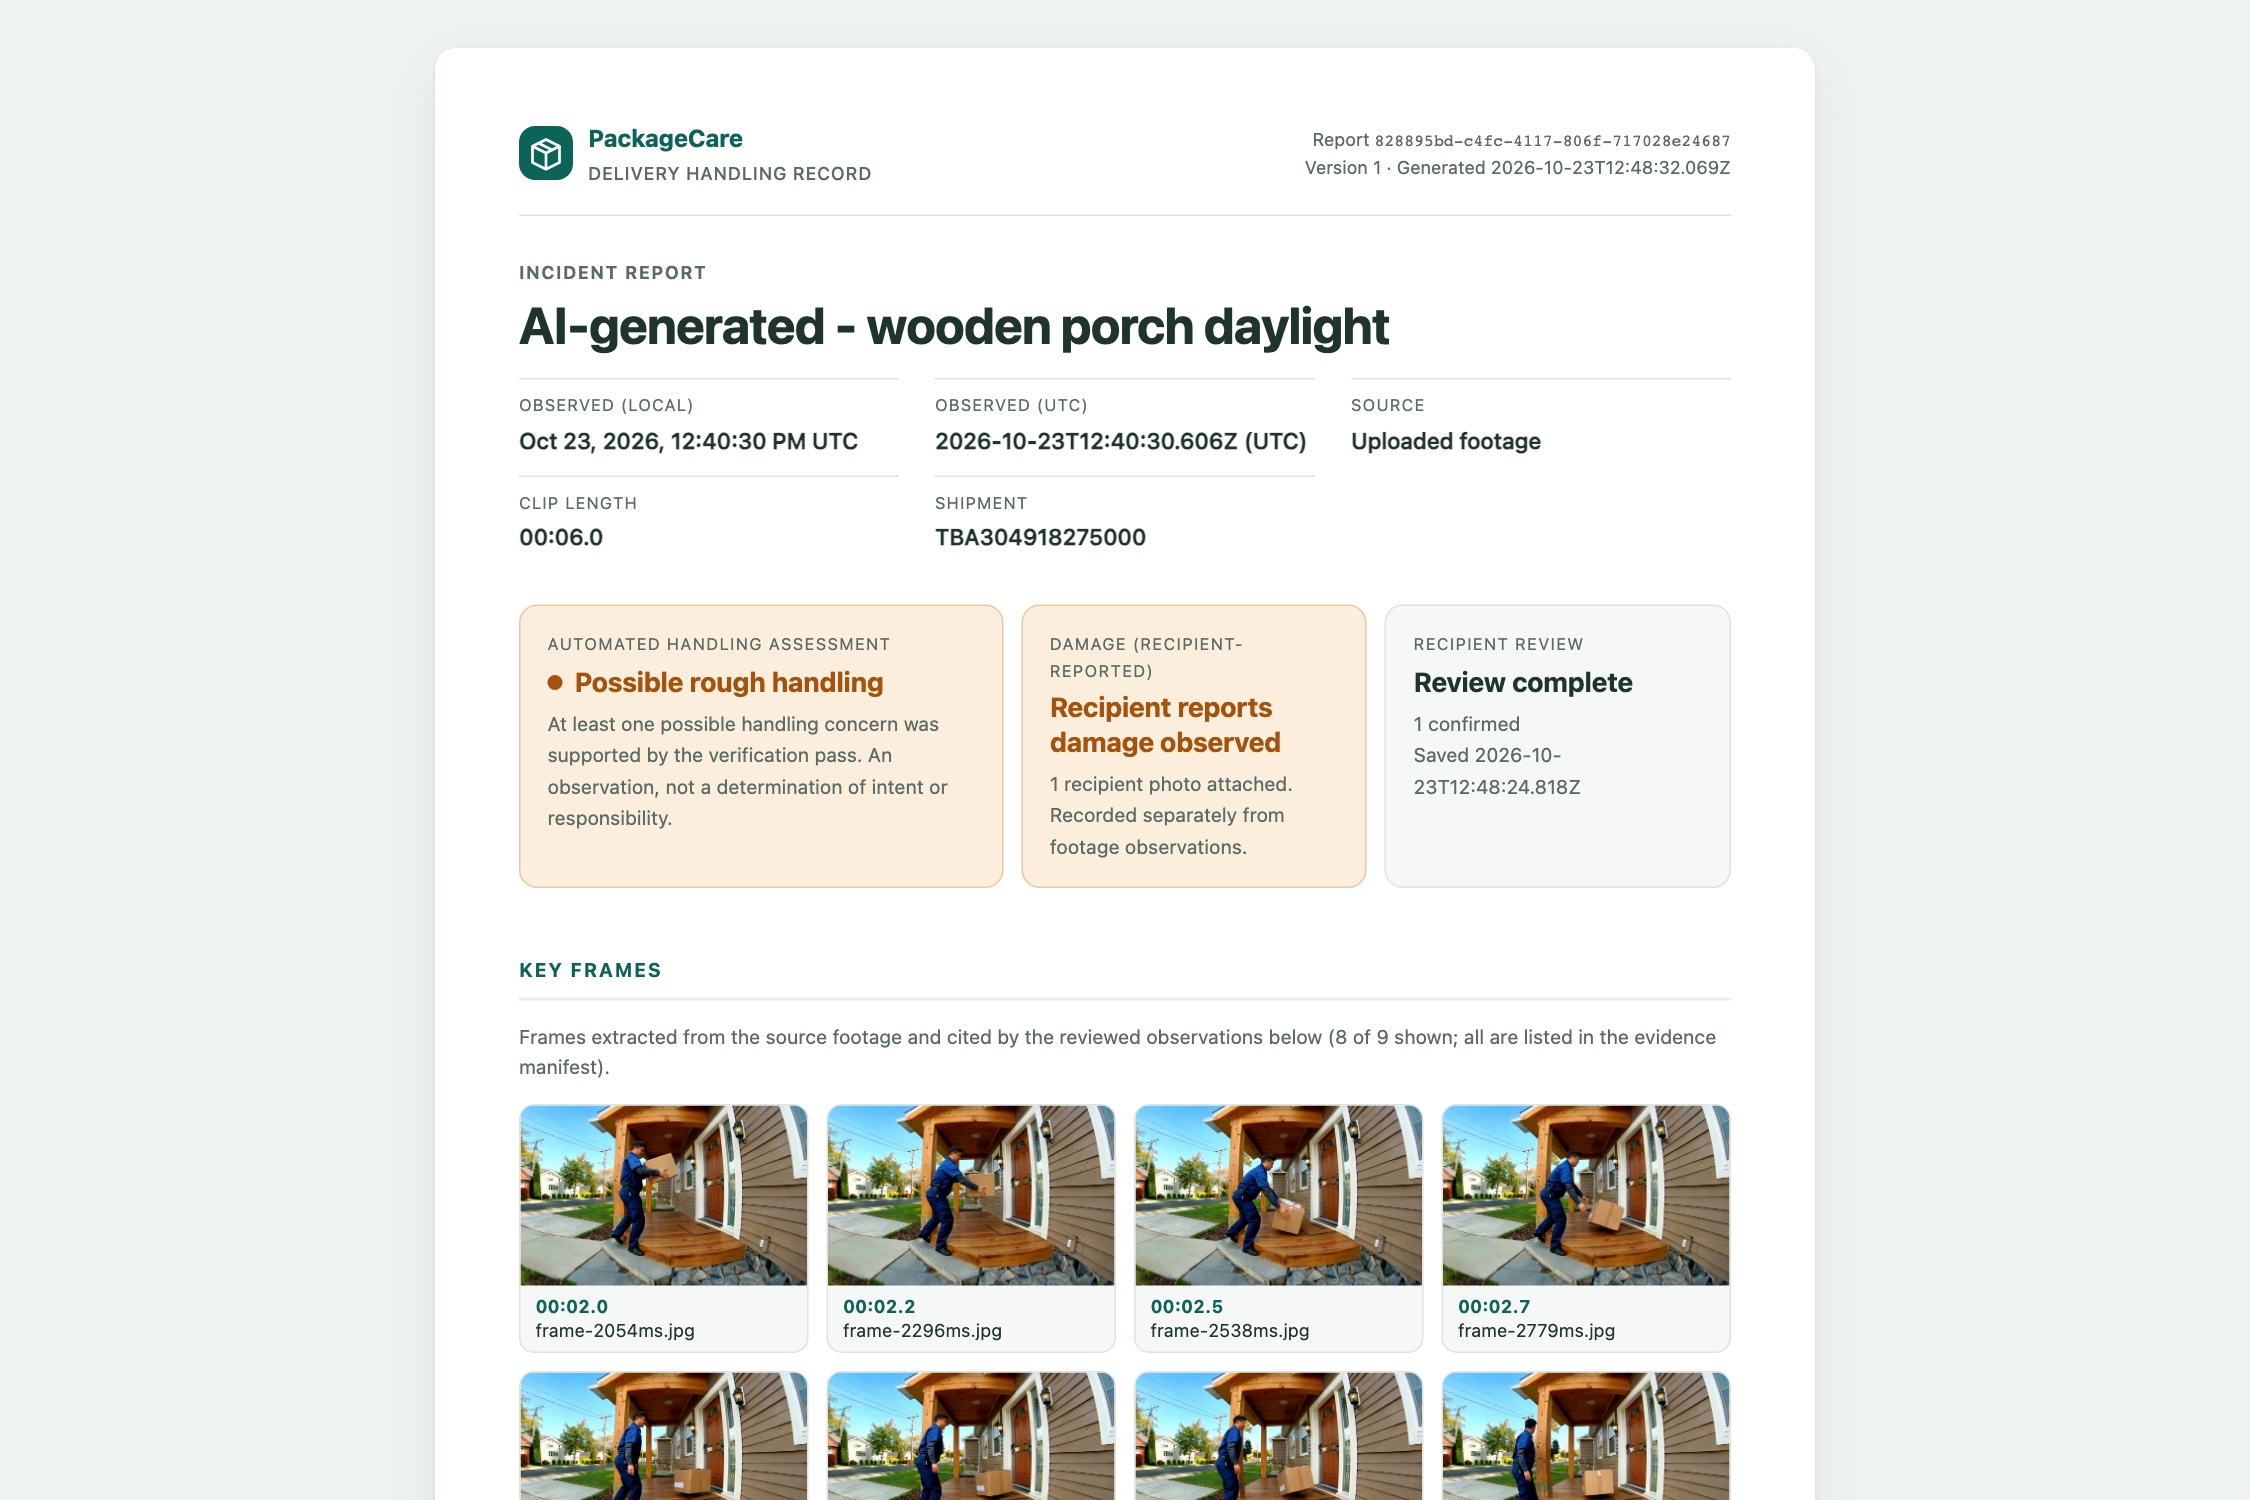 PackageCare
DELIVERY HANDLING RECORD
Report 828895bd-c4fc-4117-806f-717028e24687
Version 1 · Generated 2026-10-23T12:48:32.069Z
INCIDENT REPORT
AI-generated - wooden porch daylight
OBSERVED (LOCAL)
Oct 23, 2026, 12:40:30 PM UTC
OBSERVED (UTC)
2026-10-23T12:40:30.606Z (UTC)
SOURCE
Uploaded footage
CLIP LENGTH
00:06.0
SHIPMENT
TBA304918275000
AUTOMATED HANDLING ASSESSMENT
Possible rough handling
At least one possible handling concern was
supported by the verification pass. An
observation, not a determination of intent or
responsibility.
DAMAGE (RECIPIENT-
REPORTED)
Recipient reports
damage observed
1 recipient photo attached.
Recorded separately from
footage observations.
RECIPIENT REVIEW
Review complete
1 confirmed
Saved 2026-10-
23T12:48:24.818Z
KEY FRAMES
Frames extracted from the source footage and cited by the reviewed observations below (8 of 9 shown; all are listed in the evidence
manifest).
00:02.0
frame-2054ms.jpg
00:02.2
frame-2296ms.jpg
00:02.5
frame-2538ms.jpg
00:02.7
frame-2779ms.jpg